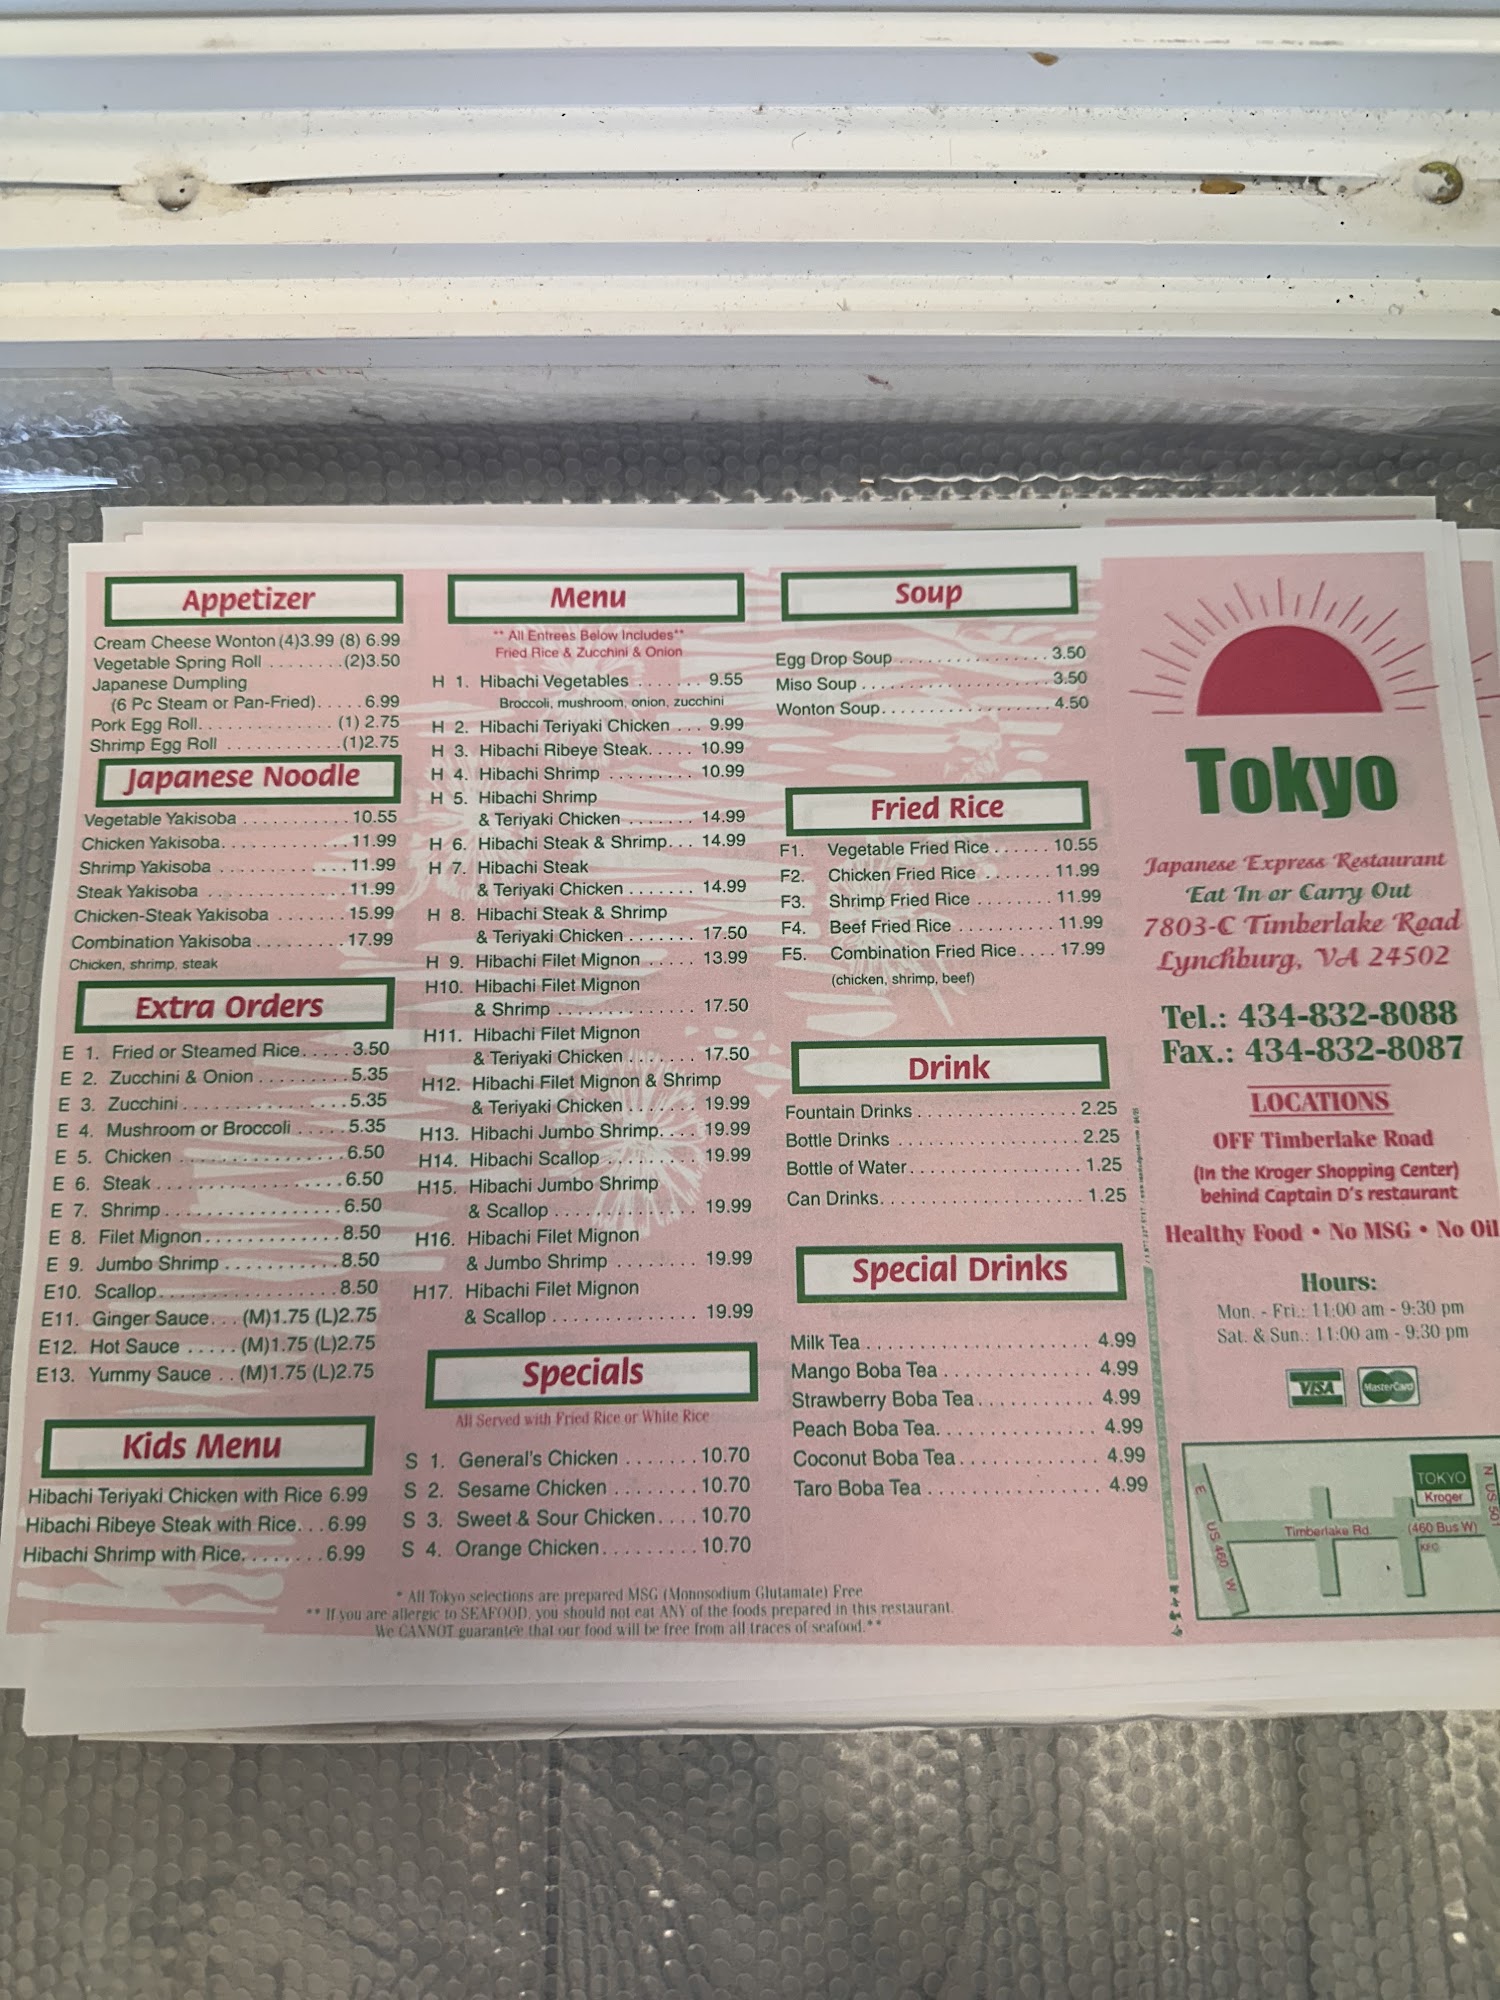 Appetizer
Cream Cheese Wonton (4)3.99 (8) 6.99
Vegetable Spring Roll ........(2)3.50
Japanese Dumpling
(6 Pc Steam or Pan-Fried).....6.99
Pork Egg Roll.............(1) 2.75
Shrimp Egg Roll ...........(1)2.75
Japanese Noodle
Vegetable Yakisoba ...........10.55
Chicken Yakisoba.............11.99
Shrimp Yakisoba .............11.99
Steak Yakisoba ..............11.99
Chicken-Steak Yakisoba .......15.99
Combination Yakisoba.........17.99
Chicken, shrimp, steak
Extra Orders
E 1. Fried or Steamed Rice.....3.50
E 2. Zucchini & Onion .........5.35
E 3. Zucchini................5.35
E 4. Mushroom or Broccoli .....5.35
E 5. Chicken ................6.50
E 6. Steak...................6.50
E 7. Shrimp..................6.50
E 8. Filet Mignon.............8.50
E 9. Jumbo Shrimp ...........8.50
E10. Scallop.................8.50
E11. Ginger Sauce... (M)1.75 (L)2.75
E12. Hot Sauce ..... (M)1.75 (L)2.75
E13. Yummy Sauce .. (M)1.75 (L)2.75
Kids Menu
Hibachi Teriyaki Chicken with Rice 6.99
Hibachi Ribeye Steak with Rice...6.99
Hibachi Shrimp with Rice........6.99
Menu
** All Entrees Below Includes**
Fried Rice & Zucchini & Onion
H 1. Hibachi Vegetables .......9.55
Broccoli, mushroom, onion, zucchini
H 2. Hibachi Teriyaki Chicken ...9.99
H 3. Hibachi Ribeye Steak.....10.99
H 4. Hibachi Shrimp .........10.99
H 5. Hibachi Shrimp
& Teriyaki Chicken .......14.99
H 6. Hibachi Steak & Shrimp...14.99
H 7. Hibachi Steak
& Teriyaki Chicken .......14.99
H 8. Hibachi Steak & Shrimp
& Teriyaki Chicken .......17.50
H 9. Hibachi Filet Mignon .....13.99
H10. Hibachi Filet Mignon
& Shrimp ...............17.50
H11. Hibachi Filet Mignon
& Teriyaki Chicken .......17.50
H12. Hibachi Filet Mignon & Shrimp
& Teriyaki Chicken .......19.99
H13. Hibachi Jumbo Shrimp....19.99
H14. Hibachi Scallop .........19.99
H15. Hibachi Jumbo Shrimp
& Scallop ...............19.99
H16. Hibachi Filet Mignon
& Jumbo Shrimp ........19.99
H17. Hibachi Filet Mignon
& Scallop ...............19.99
Specials
All Served with Fried Rice or White Rice
S 1. General's Chicken .......10.70
S 2. Sesame Chicken ........10.70
S 3. Sweet & Sour Chicken....10.70
S 4. Orange Chicken.........10.70
Soup
Egg Drop Soup ...............3.50
Miso Soup ...................3.50
Wonton Soup.................4.50
Fried Rice
F1. Vegetable Fried Rice......10.55
F2. Chicken Fried Rice .......11.99
F3. Shrimp Fried Rice ........11.99
F4. Beef Fried Rice ..........11.99
F5. Combination Fried Rice....17.99
(chicken, shrimp, beef)
Drink
Fountain Drinks ................2.25
Bottle Drinks ..................2.25
Bottle of Water.................1.25
Can Drinks....................1.25
Special Drinks
Milk Tea ......................4.99
Mango Boba Tea ..............4.99
Strawberry Boba Tea...........4.99
Peach Boba Tea...............4.99
Coconut Boba Tea.............4.99
Taro Boba Tea ................4.99
* All Tokyo selections are prepared MSG (Monosodium Glutamate) Free
** If you are allergic to SEAFOOD, you should not eat ANY of the foods prepared in this restaurant.
We CANNOT guarantee that our food will be free from all traces of seafood.**
Tokyo
Japanese Express Restaurant
Eat In or Carry Out
7803-C Timberlake Road
Lynchburg, VA 24502
Tel.: 434-832-8088
Fax.: 434-832-8087
LOCATIONS
OFF Timberlake Road
(In the Kroger Shopping Center)
behind Captain D's restaurant
Healthy Food • No MSG • No Oil
Hours:
Mon. - Fri.: 11:00 am - 9:30 pm
Sat. & Sun.: 11:00 am - 9:30 pm
VISA
MasterCard
TOKYO
Kroger
N US 501
Timberlake Rd.
(460 Bus W)
KFC
E US 460 W